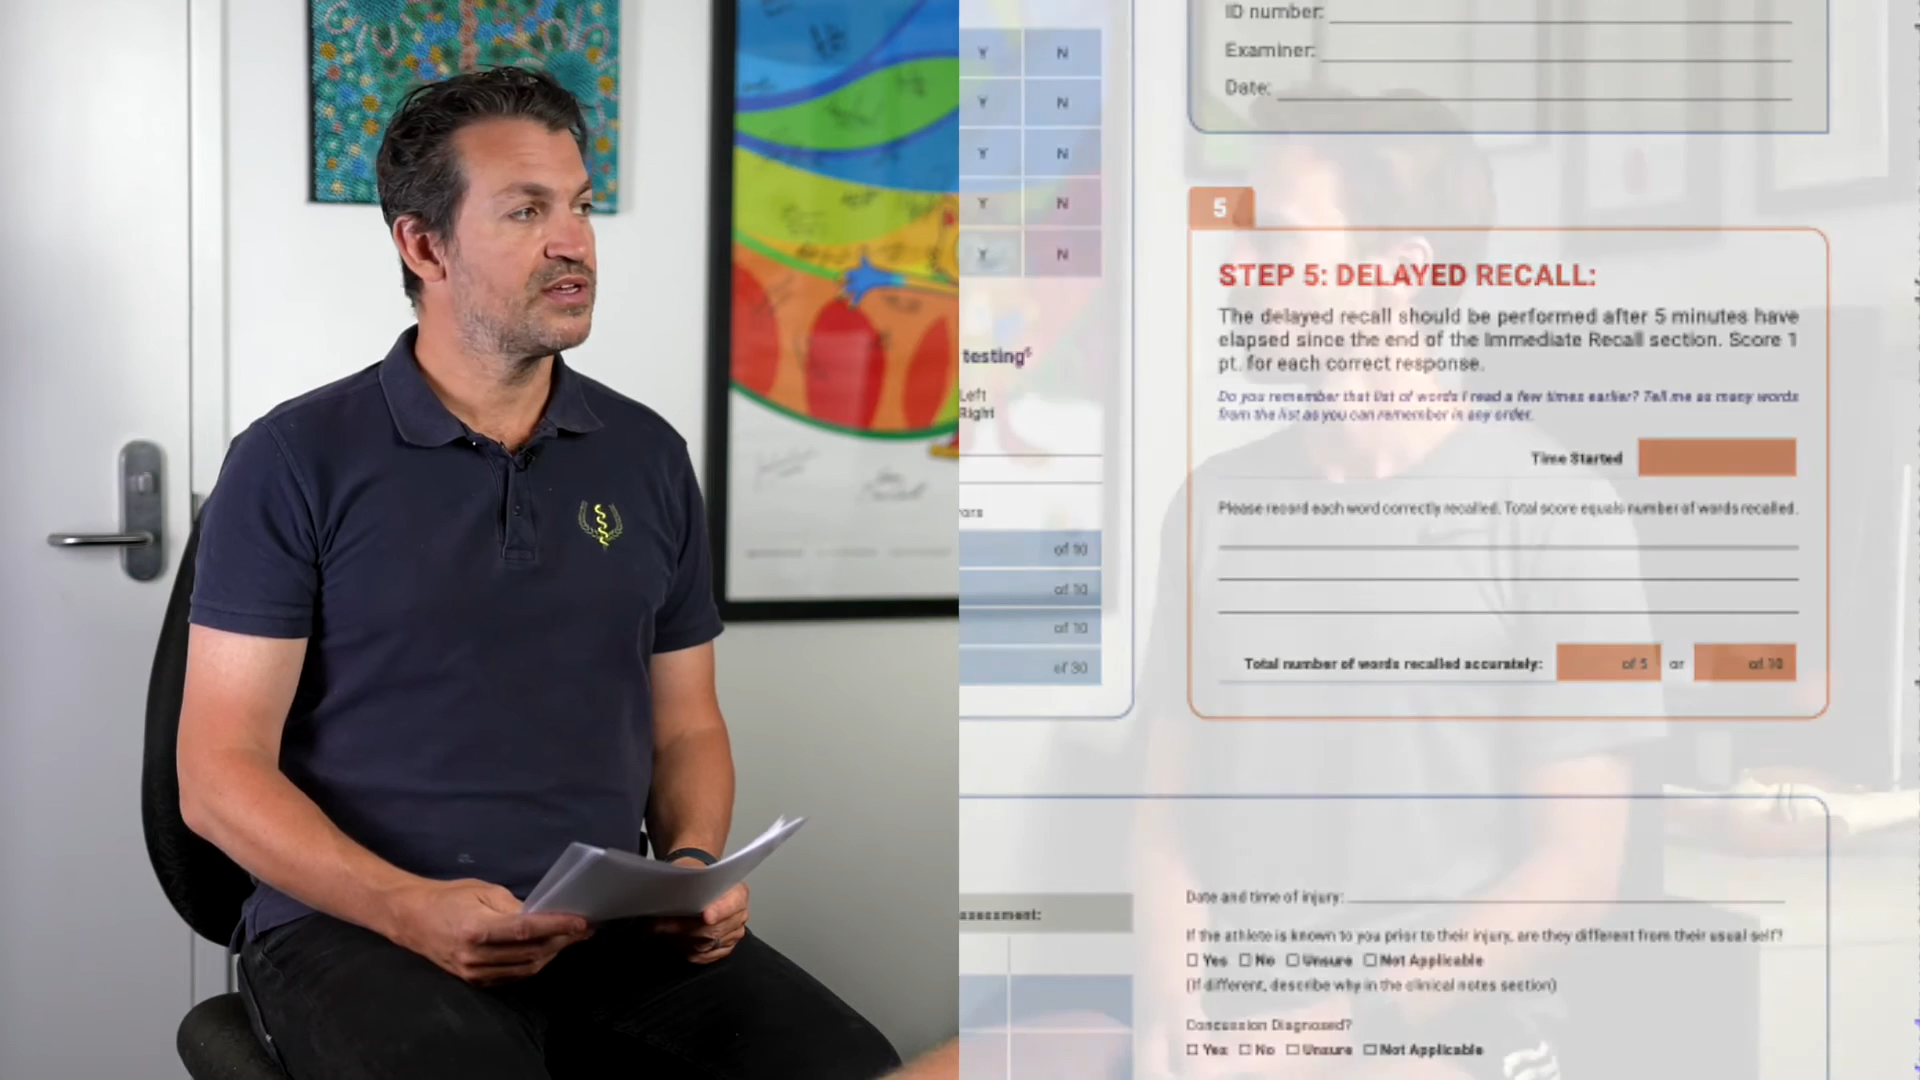 Y N
Y N
Y N
Y N
Y N
testing⁵
Left
Right
of 10
of 10
of 10
of 30
ID number:
Examiner:
Date:
5
STEP 5: DELAYED RECALL:
The delayed recall should be performed after 5 minutes have
elapsed since the end of the Immediate Recall section. Score 1
pt. for each correct response.
Do you remember that list of words I read a few times earlier? Tell me as many words
from the list as you can remember in any order.
Time Started
Please record each word correctly recalled. Total score equals number of words recalled.
Total number of words recalled accurately: of 5 or of 10
Date and time of injury:
If the athlete is known to you prior to their injury, are they different from their usual self?
☐ Yes ☐ No ☐ Unsure ☐ Not Applicable
(If different, describe why in the clinical notes section)
Concussion Diagnosed?
☐ Yes ☐ No ☐ Unsure ☐ Not Applicable